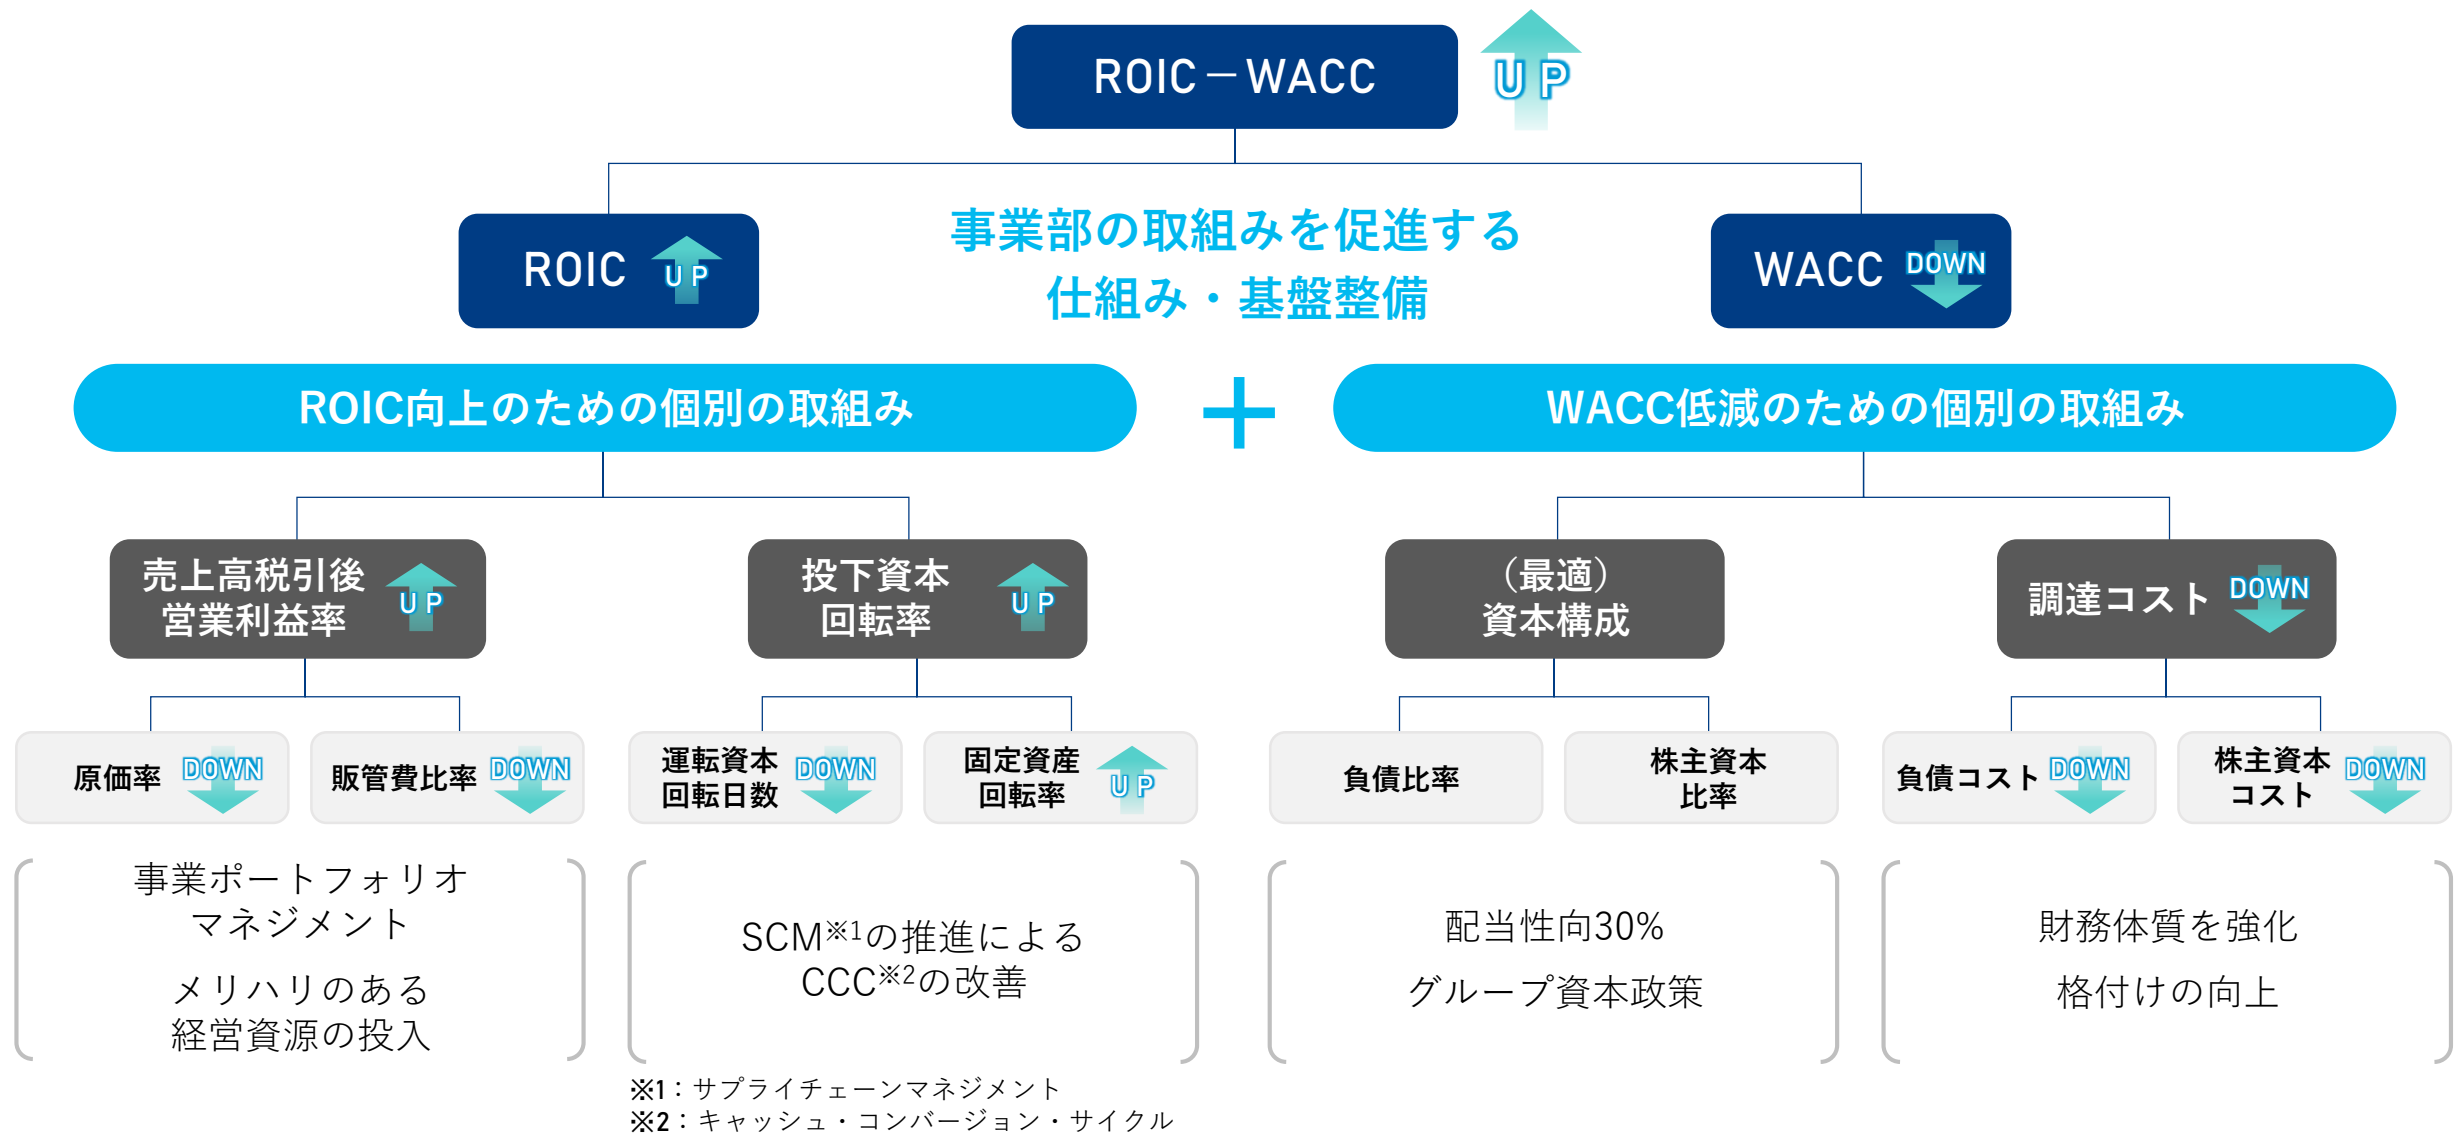 ROIC－WACC
UP
ROIC
UP
事業部の取組みを促進する
仕組み・基盤整備
WACC
DOWN
ROIC向上のための個別の取組み
＋
WACC低減のための個別の取組み
売上高税引後
営業利益率
UP
投下資本
回転率
UP
（最適）
資本構成
調達コスト
DOWN
原価率
DOWN
販管費比率
DOWN
運転資本
回転日数
DOWN
固定資産
回転率
UP
負債比率
株主資本
比率
負債コスト
DOWN
株主資本
コスト
DOWN
事業ポートフォリオ
マネジメント
メリハリのある
経営資源の投入
SCM※1の推進による
CCC※2の改善
配当性向30%
グループ資本政策
財務体質を強化
格付けの向上
※1：サプライチェーンマネジメント
※2：キャッシュ・コンバージョン・サイクル